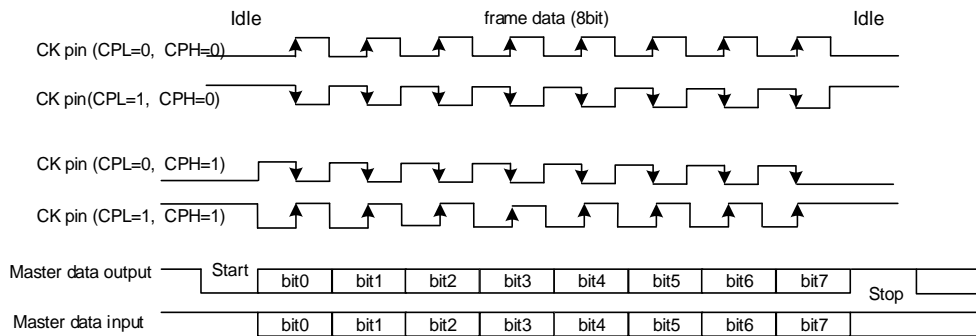 Idle frame data (8bit) Idle
CK pin (CPL=0, CPH=0)
CK pin(CPL=1, CPH=0)
CK pin (CPL=0, CPH=1)
CK pin (CPL=1, CPH=1)
Master data output Start bit0 bit1 bit2 bit3 bit4 bit5 bit6 bit7 Stop
Master data input bit0 bit1 bit2 bit3 bit4 bit5 bit6 bit7